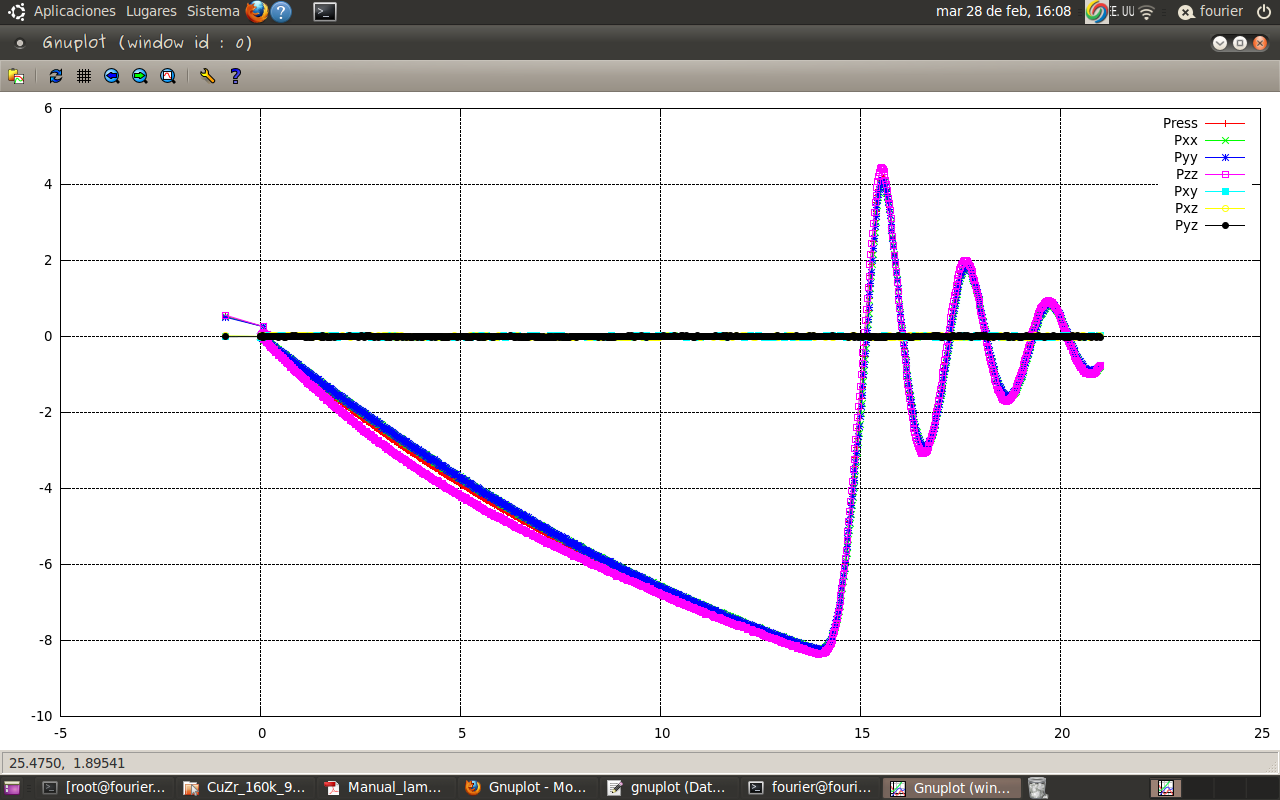 Aplicaciones Lugares Sistema
mar 28 de feb, 16:08
EE.UU
fourier
Gnuplot (window id : 0)
Press
Pxx
Pyy
Pzz
Pxy
Pxz
Pyz
6
4
2
0
-2
-4
-6
-8
-10
-5 0 5 10 15 20 25
25.4750, 1.89541
[root@fourier... CuZr_160k_9... Manual_lam... Gnuplot - Mo... gnuplot (Dat... fourier@fouri... Gnuplot (win...